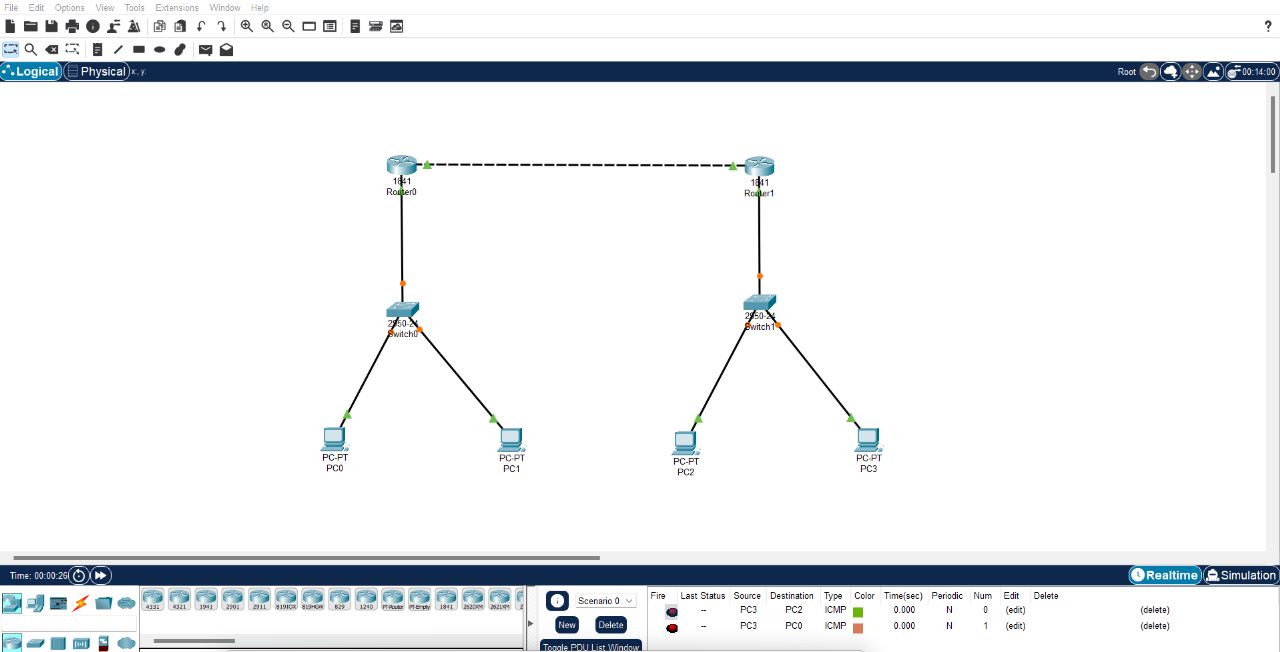 File Edit Options View Tools Extensions Window Help
?
Logical Physical x: y:
Root 00:14:00
1841
Router0
1841
Router1
2950-24
Switch0
2950-24
Switch1
PC-PT
PC0
PC-PT
PC1
PC-PT
PC2
PC-PT
PC3
Time: 00:00:26
Realtime Simulation
4331 4321 1941 2901 2911 819IOX 819HGW 829 1240 PT-Router PT-Empty 1841 2620XM 2621XM 2
Scenario 0
New Delete
Toggle PDU List Window
Fire Last Status Source Destination Type Color Time(sec) Periodic Num Edit Delete
-- PC3 PC2 ICMP 0.000 N 0 (edit) (delete)
-- PC3 PC0 ICMP 0.000 N 1 (edit) (delete)